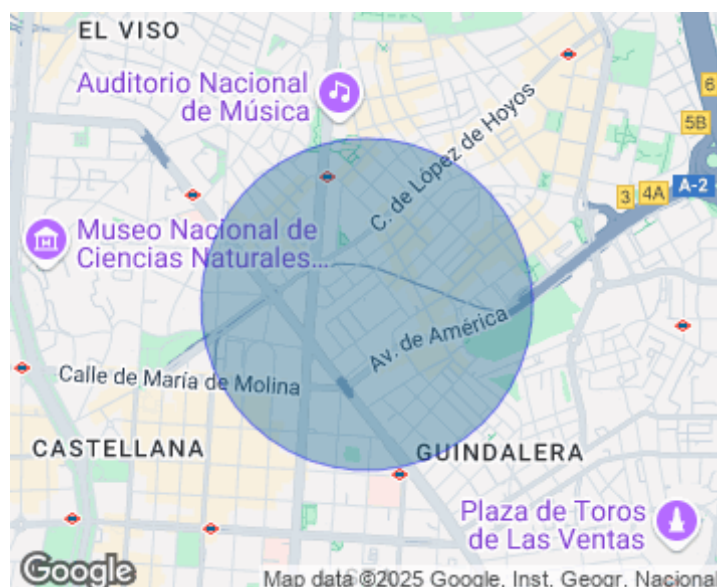 EL VISO
Auditorio Nacional
de Música
C. de López de Hoyos
6
5B
A-2
4A
3
Museo Nacional de
Ciencias Naturales...
Av. de América
Calle de María de Molina
CASTELLANA
GUINDALERA
Plaza de Toros
de Las Ventas
Google
Map data ©2025 Google, Inst. Geogr. Nacional